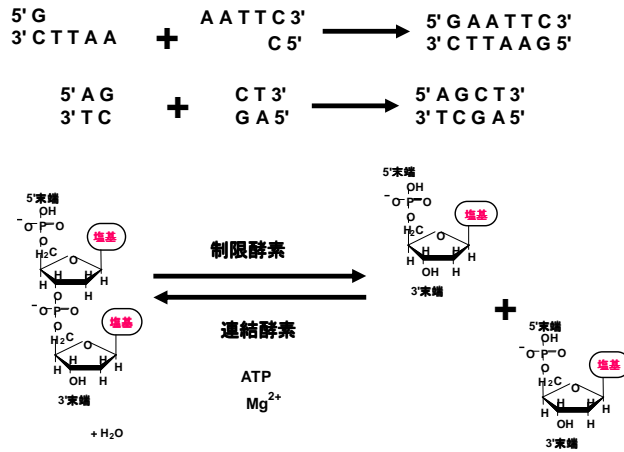 5' G
3' C T T A A
+
A A T T C 3'
C 5'
5' G A A T T C 3'
3' C T T A A G 5'
5' A G
3' T C
+
C T 3'
G A 5'
5' A G C T 3'
3' T C G A 5'
5'末端
OH
⁻O-P-O
O
H₂C
O
塩基
H H
H H
O H
⁻O-P-O
O
H₂C
O
塩基
H H
H H
OH H
3'末端
+ H₂O
制限酵素
連結酵素
ATP
Mg²⁺
5'末端
OH
⁻O-P-O
O
H₂C
O
塩基
H H
H H
OH H
3'末端
+
5'末端
OH
⁻O-P-O
O
H₂C
O
塩基
H H
H H
OH H
3'末端